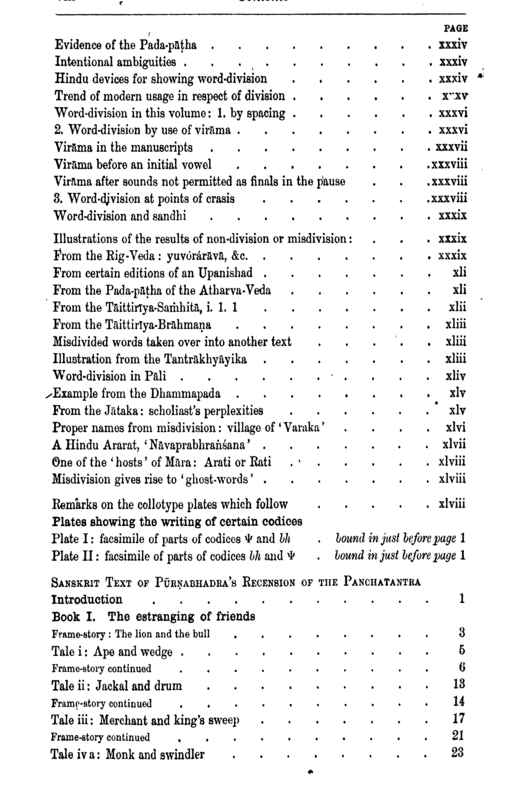 PAGE
Evidence of the Pada-pāṭha . . . . . . . . . xxxiv
Intentional ambiguities . . . . . . . . . . xxxiv
Hindu devices for showing word-division . . . . . . xxxiv
Trend of modern usage in respect of division . . . . . .
Word-division in this volume: 1. by spacing . . . . . . xxxvi
2. Word-division by use of virāma . . . . . . . . xxxvi
Virāma in the manuscripts . . . . . . . . . xxxvii
Virāma before an initial vowel . . . . . . . . .xxxviii
Virāma after sounds not permitted as finals in the pause . . .xxxviii
3. Word-division at points of crasis . . . . . . .xxxviii
Word-division and sandhi . . . . . . . . . xxxix
Illustrations of the results of non-division or misdivision: . . . xxxix
From the Rig-Veda: yuvórárāvā, &c. . . . . . . . xxxix
From certain editions of an Upanishad . . . . . . . xli
From the Pada-pāṭha of the Atharva-Veda . . . . . . xli
From the Tāittirīya-Saṁhitā, i. 1. 1 . . . . . . . xlii
From the Tāittirīya-Brāhmaṇa . . . . . . . . xliii
Misdivided words taken over into another text . . . . . xliii
Illustration from the Tantrākhyāyika . . . . . . . xliii
Word-division in Pāli . . . . . . . . . . xliv
Example from the Dhammapada . . . . . . . . xlv
From the Jātaka: scholiast's perplexities . . . . . . xlv
Proper names from misdivision: village of 'Varaka' . . . . xlvi
A Hindu Ararat, 'Nāvaprabhraṅśana' . . . . . . . xlvii
One of the 'hosts' of Māra: Arati or Rati . . . . . . xlviii
Misdivision gives rise to 'ghost-words' . . . . . . . xlviii
Remarks on the collotype plates which follow . . . . . xlviii
Plates showing the writing of certain codices
Plate I: facsimile of parts of codices Ψ and bh . bound in just before page 1
Plate II: facsimile of parts of codices bh and Ψ . bound in just before page 1
SANSKRIT TEXT OF PŪRṆABHADRA'S RECENSION OF THE PANCHATANTRA
Introduction . . . . . . . . . . . 1
Book I. The estranging of friends
Frame-story: The lion and the bull . . . . . . . . 3
Tale i: Ape and wedge . . . . . . . . . . 5
Frame-story continued . . . . . . . . . . 6
Tale ii: Jackal and drum . . . . . . . . . 13
Frame-story continued . . . . . . . . . . 14
Tale iii: Merchant and king's sweep . . . . . . . 17
Frame-story continued . . . . . . . . . . 21
Tale iv a: Monk and swindler . . . . . . . . 23